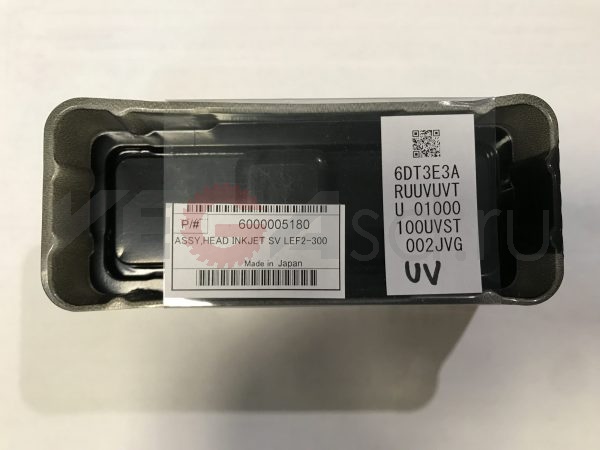 P/# 6000005180
ASSY,HEAD INKJET SV LEF2-300
Made in Japan
6DT3E3A
RUUVUVT
U 01000
100UVST
002JVG
UV